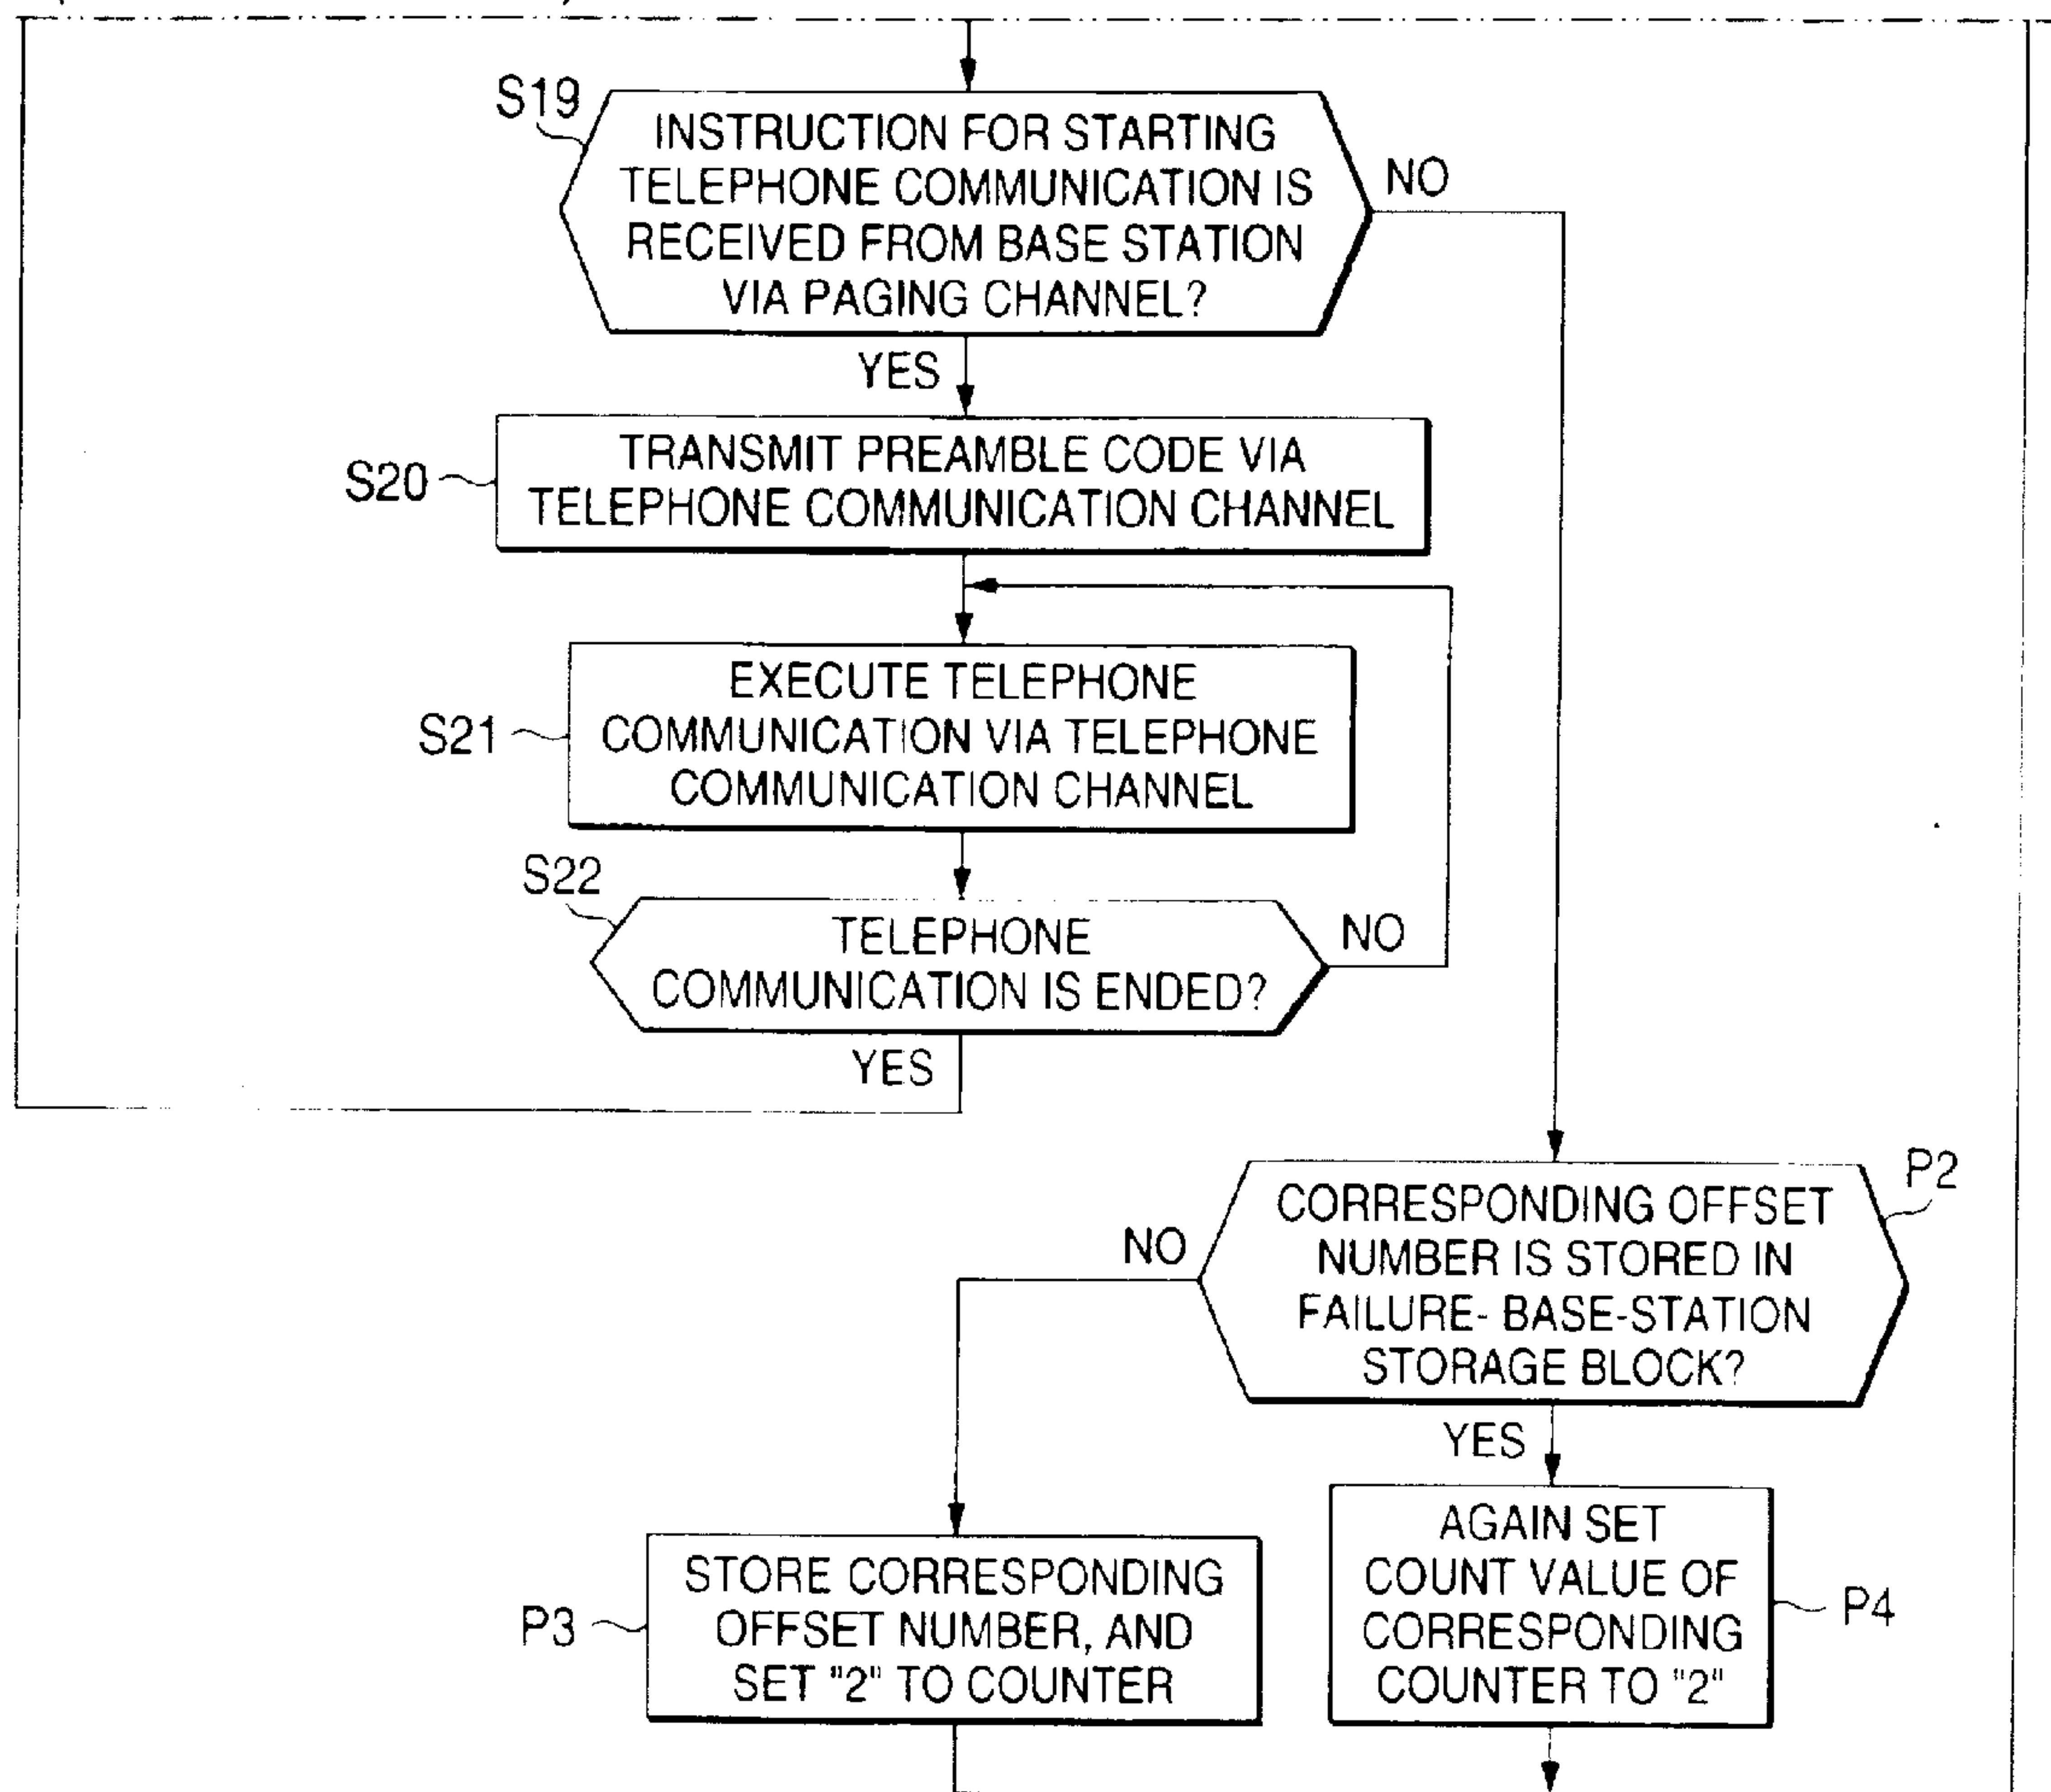 S19
INSTRUCTION FOR STARTING
TELEPHONE COMMUNICATION IS
RECEIVED FROM BASE STATION
VIA PAGING CHANNEL?
NO
YES
S20
TRANSMIT PREAMBLE CODE VIA
TELEPHONE COMMUNICATION CHANNEL
S21
EXECUTE TELEPHONE
COMMUNICATION VIA TELEPHONE
COMMUNICATION CHANNEL
S22
TELEPHONE
COMMUNICATION IS ENDED?
NO
YES
P2
CORRESPONDING OFFSET
NUMBER IS STORED IN
FAILURE- BASE-STATION
STORAGE BLOCK?
NO
YES
P3
STORE CORRESPONDING
OFFSET NUMBER, AND
SET "2" TO COUNTER
AGAIN SET
COUNT VALUE OF
CORRESPONDING
COUNTER TO "2"
P4